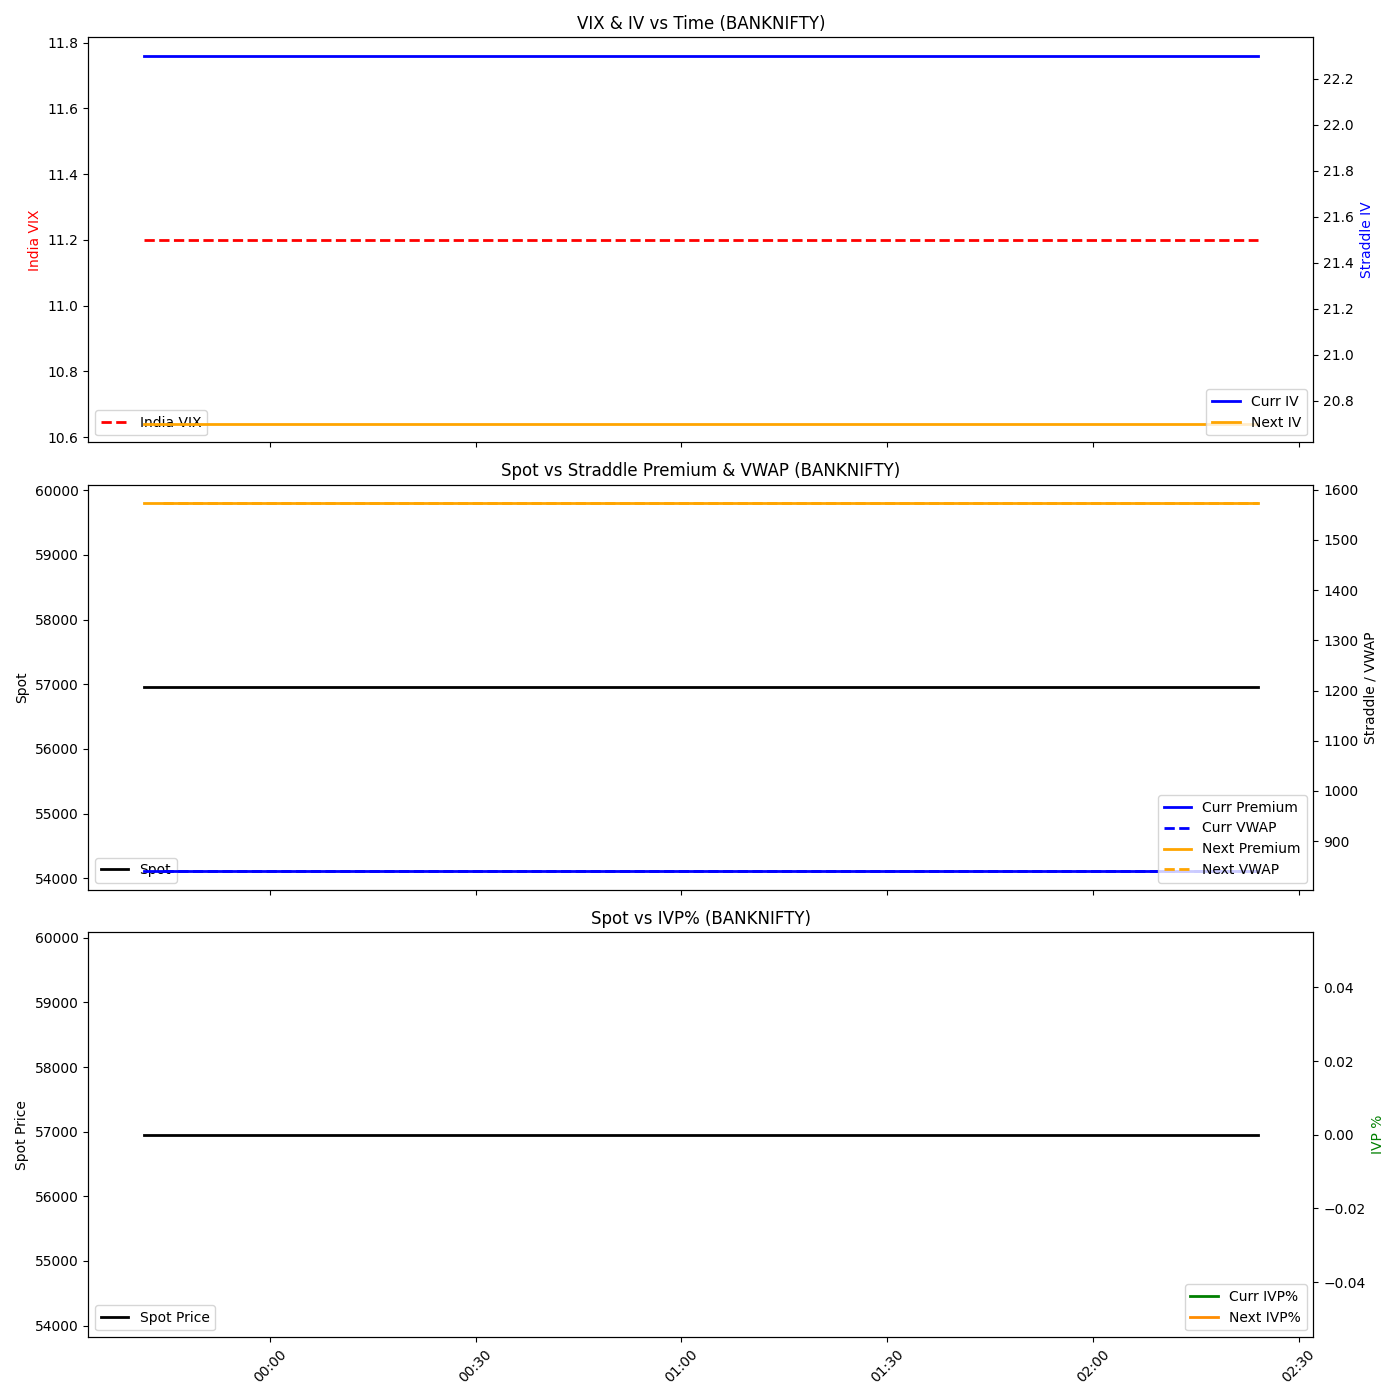 VIX & IV vs Time (BANKNIFTY)
11.8
11.6
11.4
11.2
11.0
10.8
10.6
India VIX
22.2
22.0
21.8
21.6
21.4
21.2
21.0
20.8
Straddle IV
India VIX
Curr IV
Next IV
Spot vs Straddle Premium & VWAP (BANKNIFTY)
60000
59000
58000
57000
56000
55000
54000
Spot
1600
1500
1400
1300
1200
1100
1000
900
Straddle / VWAP
Spot
Curr Premium
Curr VWAP
Next Premium
Next VWAP
Spot vs IVP% (BANKNIFTY)
60000
59000
58000
57000
56000
55000
54000
Spot Price
0.04
0.02
0.00
−0.02
−0.04
IVP %
Spot Price
Curr IVP%
Next IVP%
00:00
00:30
01:00
01:30
02:00
02:30